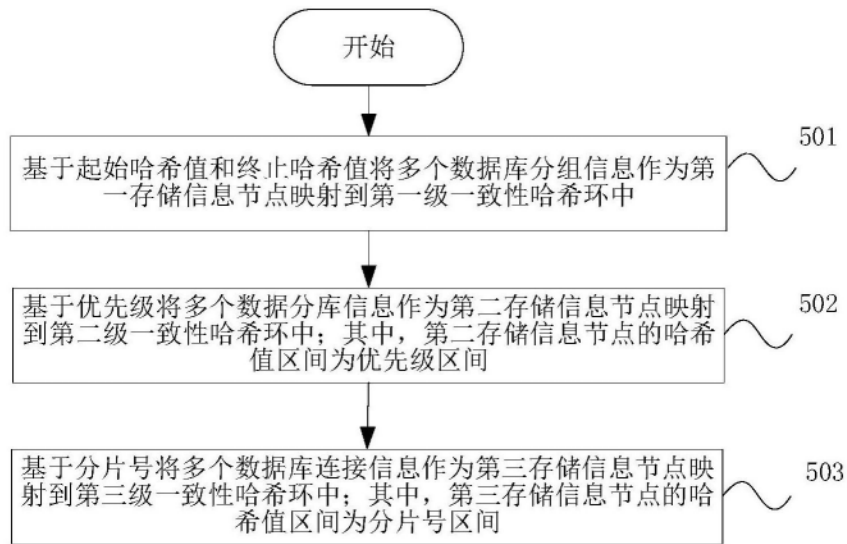 开始
501
基于起始哈希值和终止哈希值将多个数据库分组信息作为第
一存储信息节点映射到第一级一致性哈希环中
502
基于优先级将多个数据分库信息作为第二存储信息节点映射
到第二级一致性哈希环中；其中，第二存储信息节点的哈希
值区间为优先级区间
503
基于分片号将多个数据库连接信息作为第三存储信息节点映
射到第三级一致性哈希环中；其中，第三存储信息节点的哈
希值区间为分片号区间